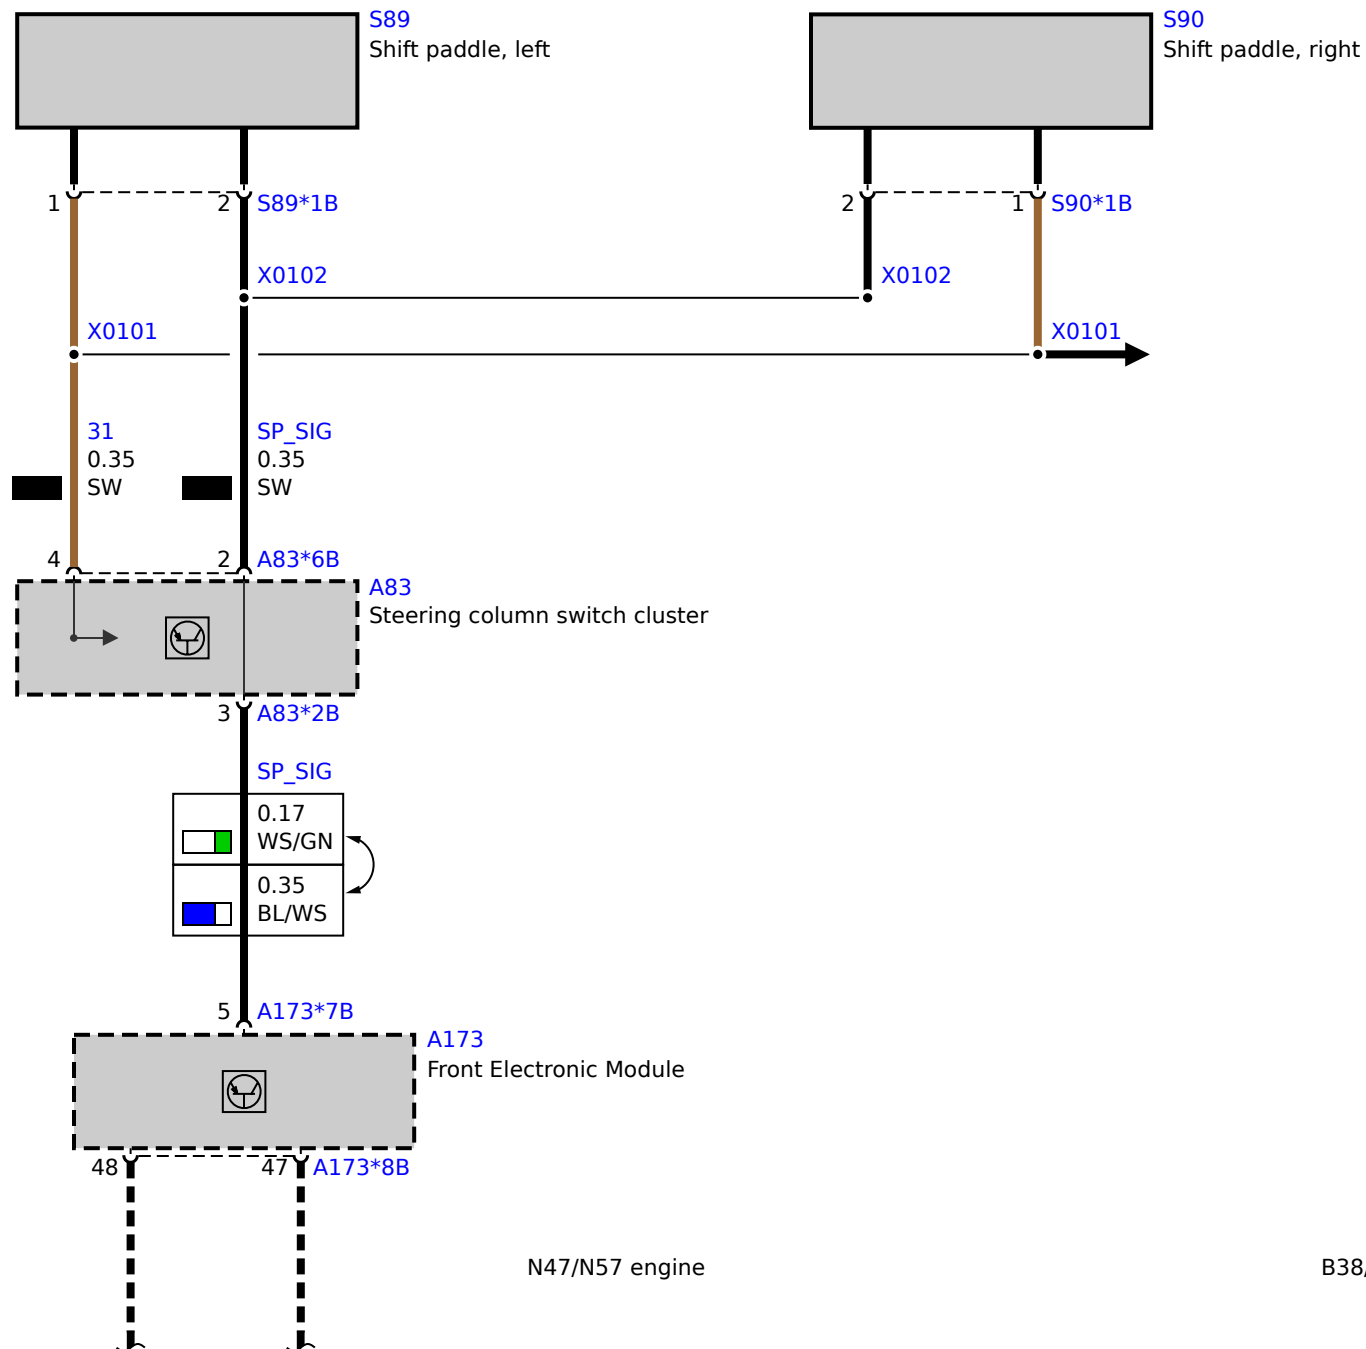 S89
Shift paddle, left
S90
Shift paddle, right
1
2
S89*1B
2
1
S90*1B
X0102
X0102
X0101
X0101
31
0.35
SW
SP_SIG
0.35
SW
4
2
A83*6B
A83
Steering column switch cluster
3
A83*2B
SP_SIG
0.17
WS/GN
0.35
BL/WS
5
A173*7B
A173
Front Electronic Module
48
47
A173*8B
N47/N57 engine
B38/